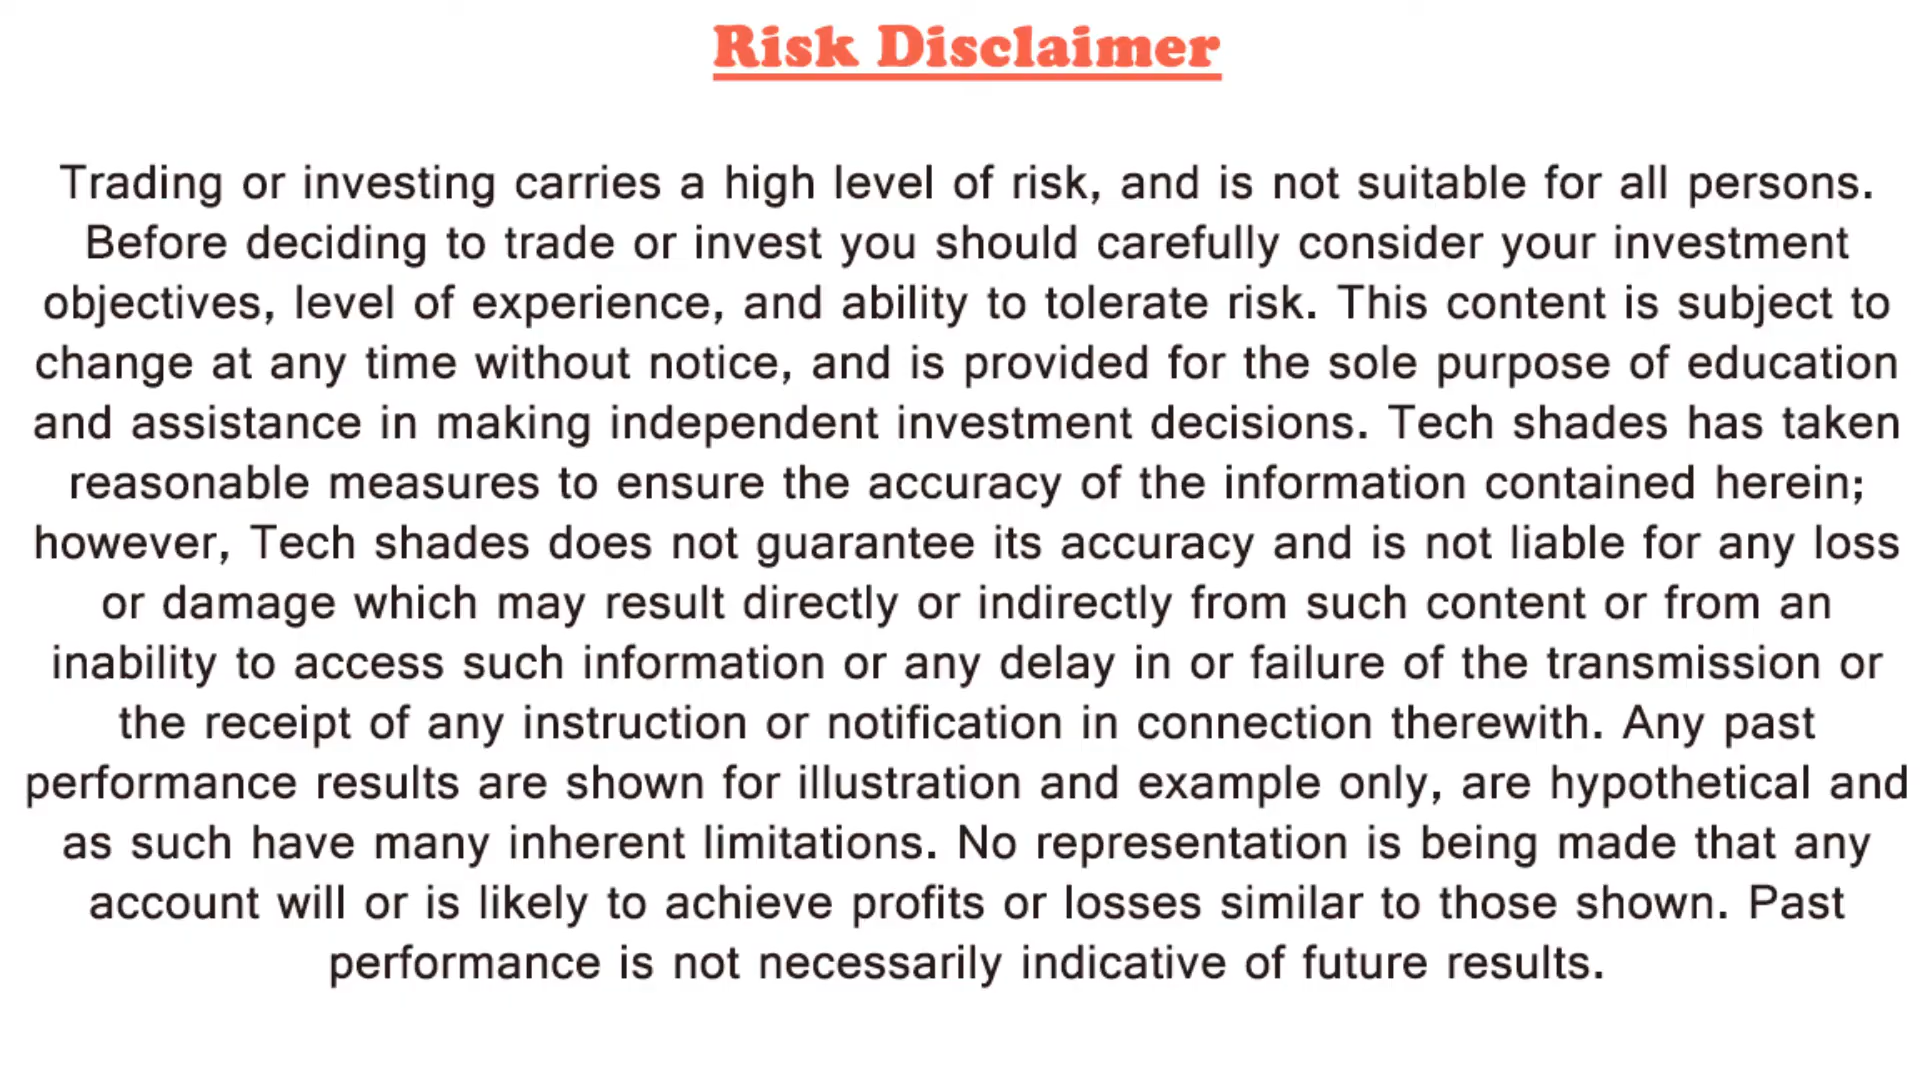 Risk Disclaimer
Trading or investing carries a high level of risk, and is not suitable for all persons.
Before deciding to trade or invest you should carefully consider your investment
objectives, level of experience, and ability to tolerate risk. This content is subject to
change at any time without notice, and is provided for the sole purpose of education
and assistance in making independent investment decisions. Tech shades has taken
reasonable measures to ensure the accuracy of the information contained herein;
however, Tech shades does not guarantee its accuracy and is not liable for any loss
or damage which may result directly or indirectly from such content or from an
inability to access such information or any delay in or failure of the transmission or
the receipt of any instruction or notification in connection therewith. Any past
performance results are shown for illustration and example only, are hypothetical and
as such have many inherent limitations. No representation is being made that any
account will or is likely to achieve profits or losses similar to those shown. Past
performance is not necessarily indicative of future results.